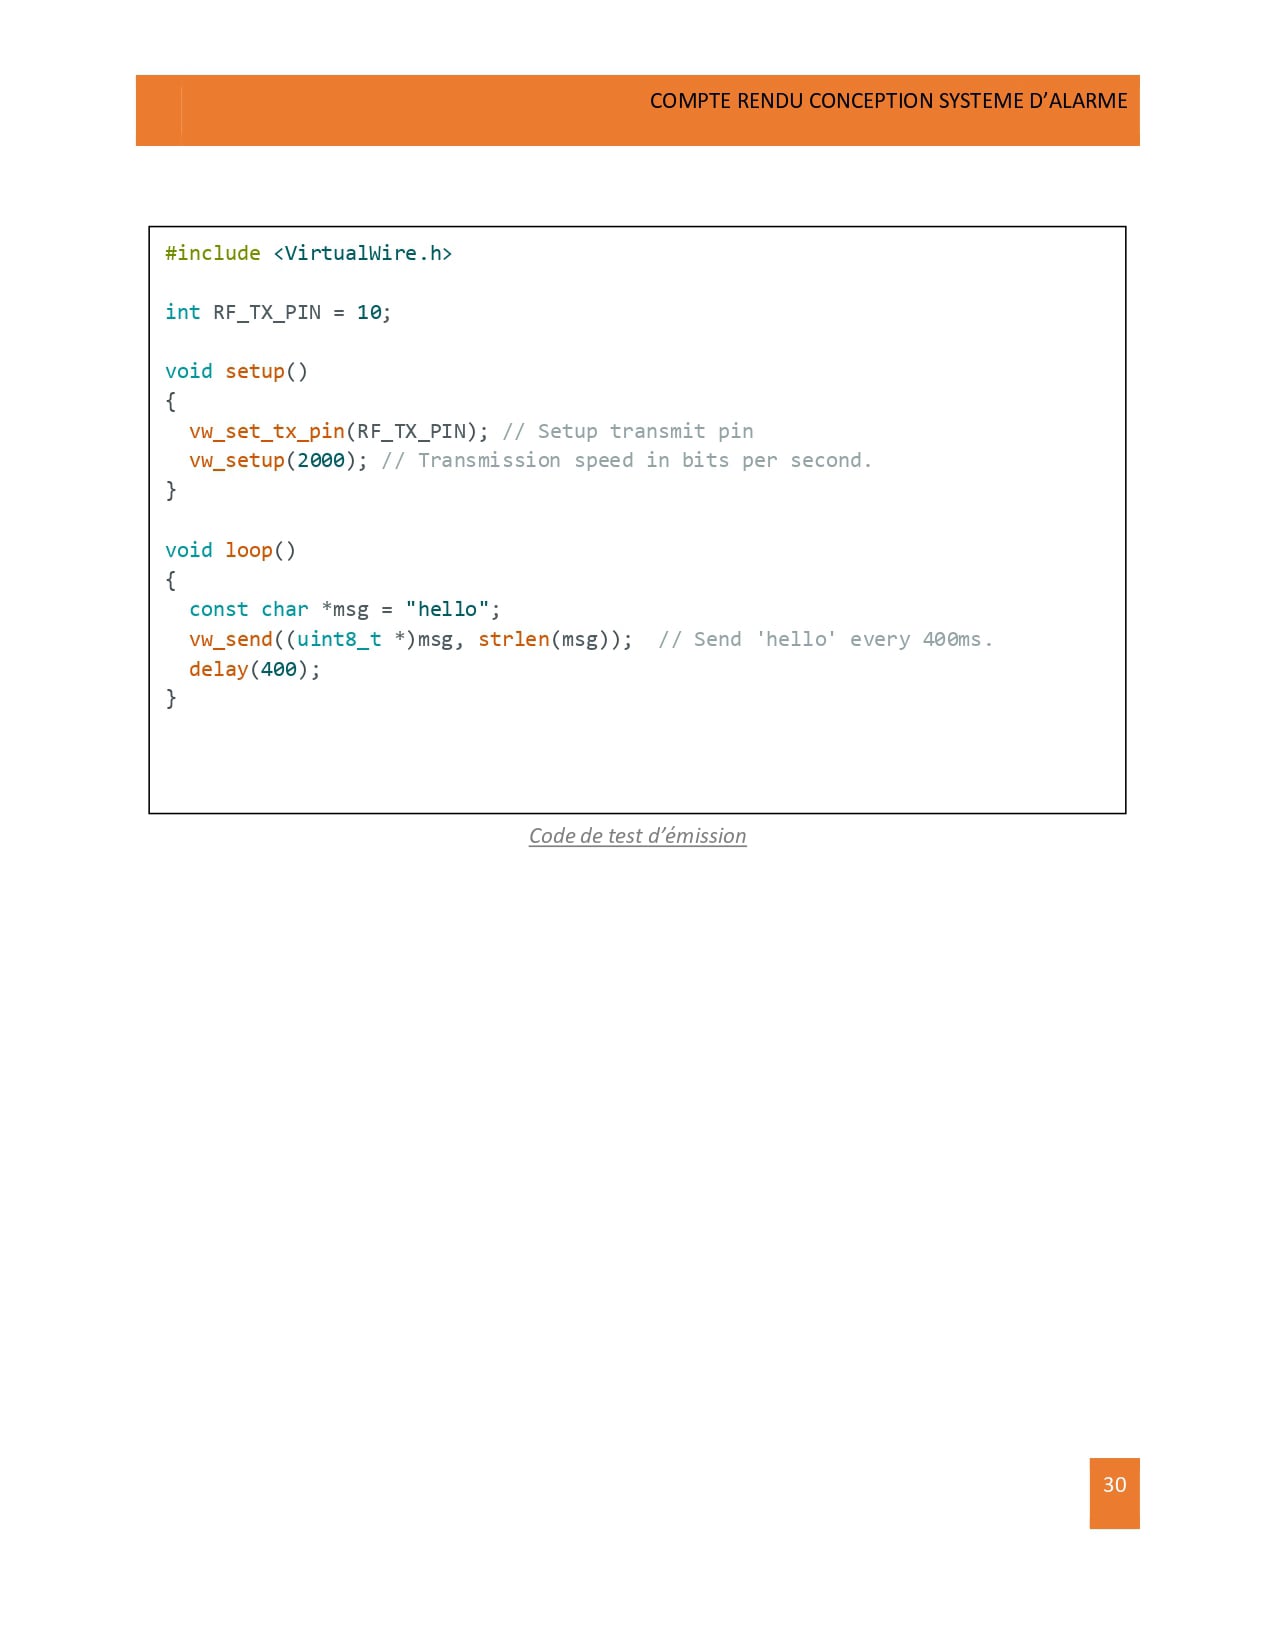 COMPTE RENDU CONCEPTION SYSTEME D’ALARME
#include <VirtualWire.h>
int RF_TX_PIN = 10;
void setup()
{
  vw_set_tx_pin(RF_TX_PIN); // Setup transmit pin
  vw_setup(2000); // Transmission speed in bits per second.
}
void loop()
{
  const char *msg = "hello";
  vw_send((uint8_t *)msg, strlen(msg));  // Send 'hello' every 400ms.
  delay(400);
}
Code de test d’émission
30